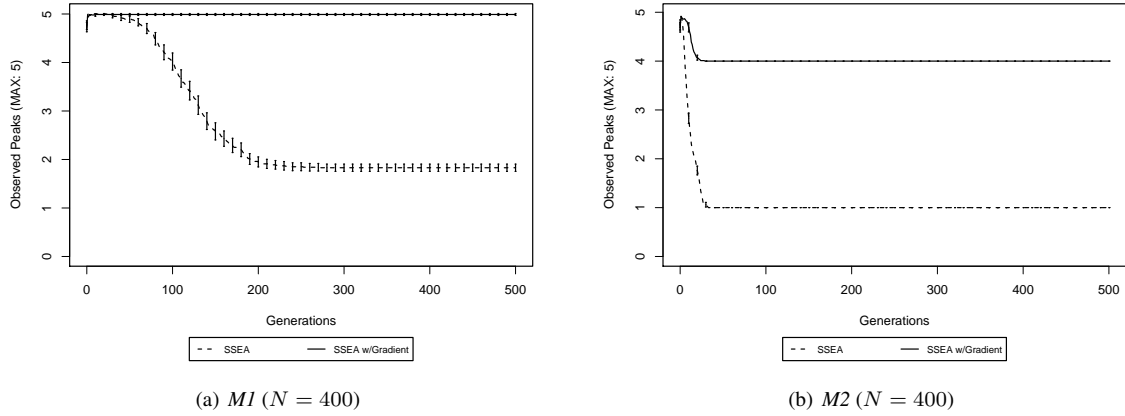 Observed Peaks (MAX: 5)
5
4
3
2
1
0
0 100 200 300 400 500
Generations
SSEA SSEA w/Gradient
(a) M1 (N = 400)
Observed Peaks (MAX: 5)
5
4
3
2
1
0
0 100 200 300 400 500
Generations
SSEA SSEA w/Gradient
(b) M2 (N = 400)